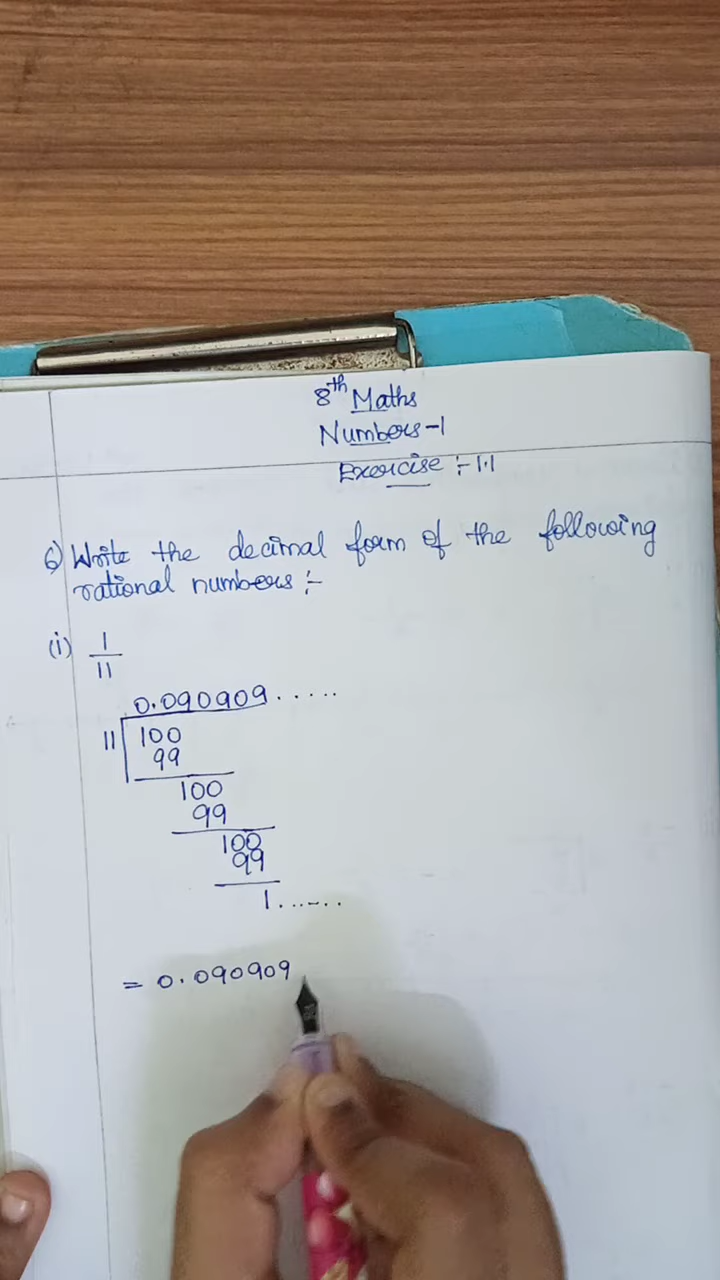 8th Maths
Numbers-1
Exercise :- 1.1
6) Write the decimal form of the following
rational numbers :-
(i) 1/11
0.090909.....
11 100
99
100
99
100
99
1......
= 0.090909